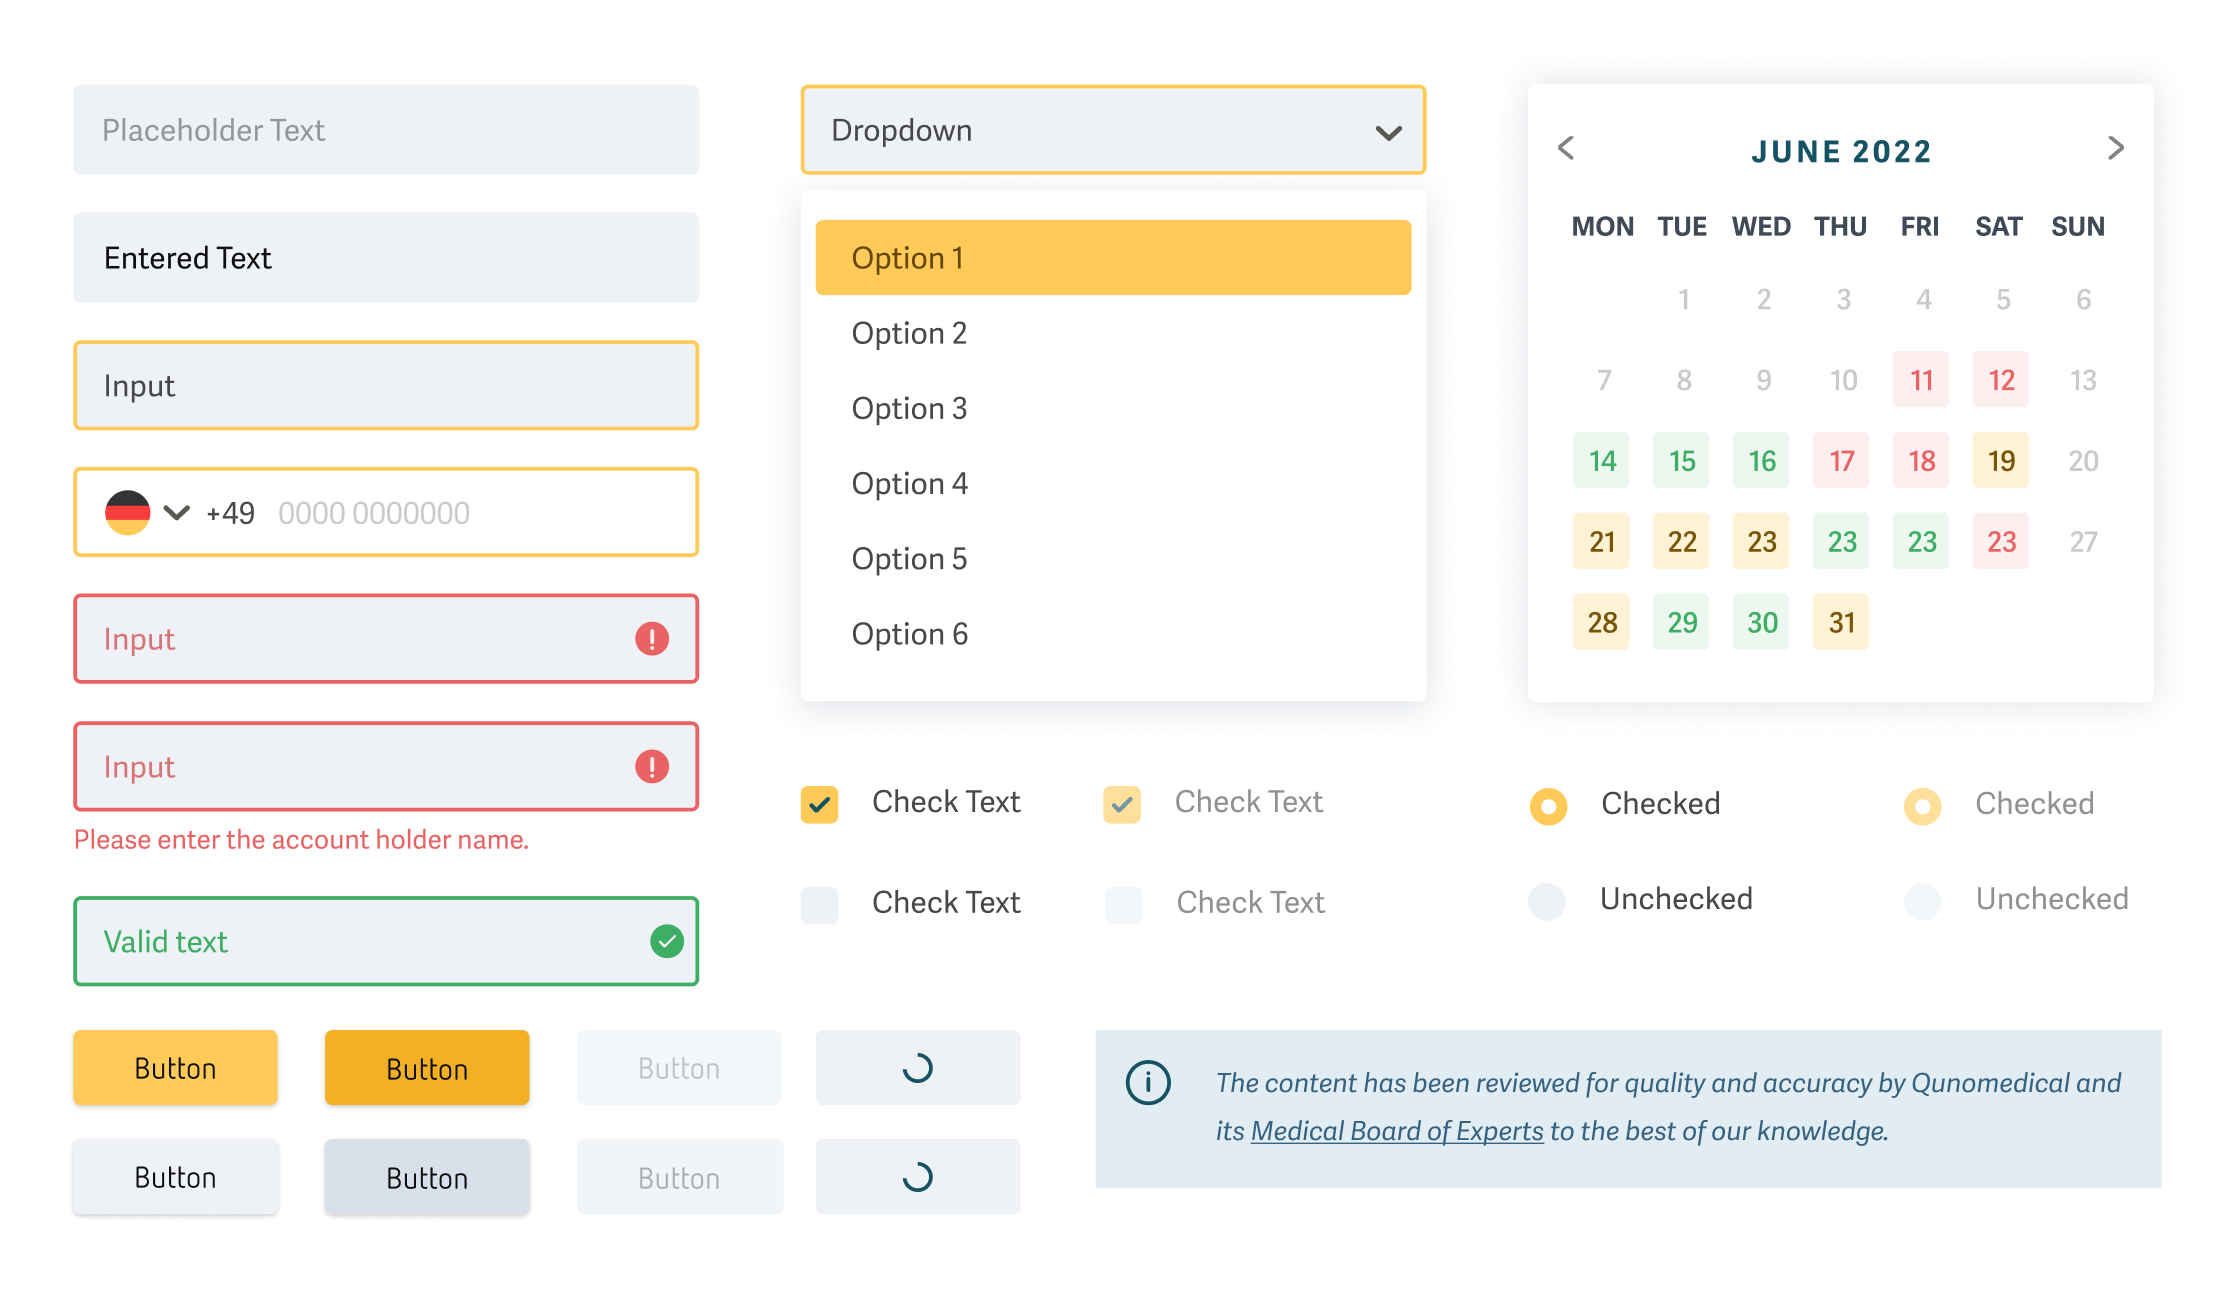 Placeholder Text
Entered Text
Input
+49 0000 0000000
Input
Input
Please enter the account holder name.
Valid text
Dropdown
Option 1
Option 2
Option 3
Option 4
Option 5
Option 6
JUNE 2022
MON TUE WED THU FRI SAT SUN
1 2 3 4 5 6
7 8 9 10 11 12 13
14 15 16 17 18 19 20
21 22 23 23 23 23 27
28 29 30 31
Check Text Check Text
Check Text Check Text
Checked Checked
Unchecked Unchecked
Button Button Button
Button Button Button
The content has been reviewed for quality and accuracy by Qunomedical and
its Medical Board of Experts to the best of our knowledge.